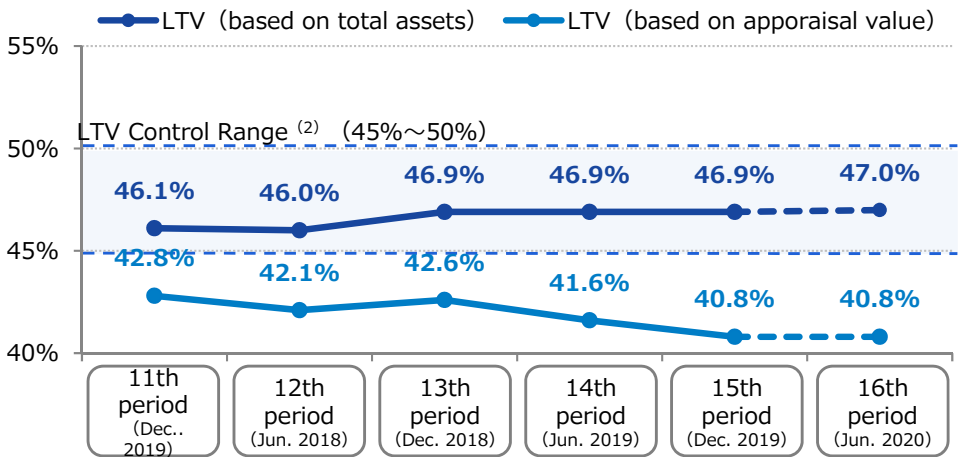 LTV（based on total assets） LTV（based on apporaisal value）
55%
LTV Control Range (2) （45%～50%）
50%
46.1% 46.0% 46.9% 46.9% 46.9% 47.0%
45%
42.8% 42.1% 42.6% 41.6% 40.8% 40.8%
40%
11th
period
（Dec..
2019）
12th
period
（Jun. 2018）
13th
period
（Dec. 2018）
14th
period
（Jun. 2019）
15th
period
（Dec. 2019）
16th
period
（Jun. 2020）